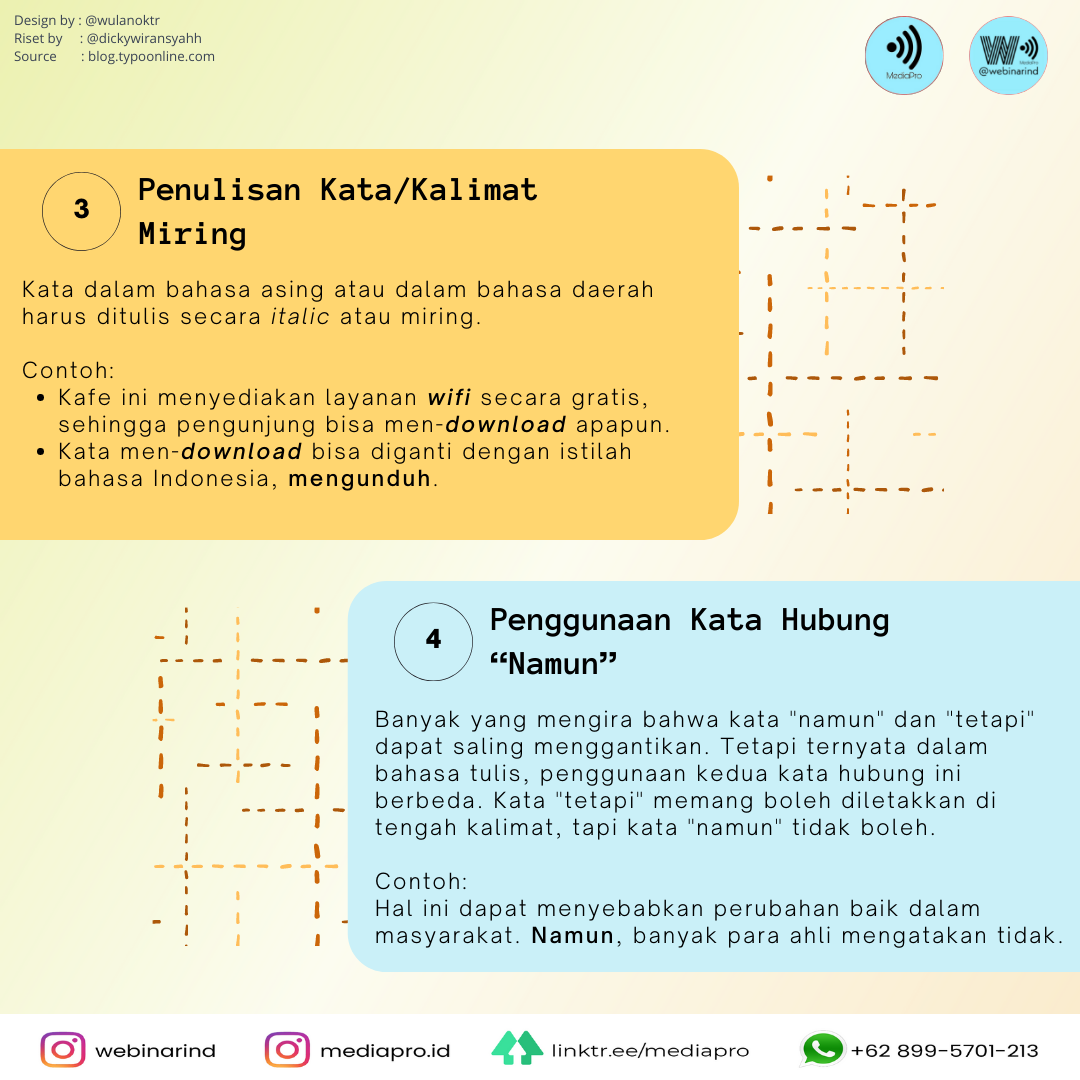 Design by : @wulanoktr
Riset by : @dickywiransyahh
Source : blog.typoonline.com
MediaPro
W
MediaPro
@webinarind
3
Penulisan Kata/Kalimat
Miring
Kata dalam bahasa asing atau dalam bahasa daerah
harus ditulis secara italic atau miring.
Contoh:
• Kafe ini menyediakan layanan wifi secara gratis,
sehingga pengunjung bisa men-download apapun.
• Kata men-download bisa diganti dengan istilah
bahasa Indonesia, mengunduh.
4
Penggunaan Kata Hubung
“Namun”
Banyak yang mengira bahwa kata "namun" dan "tetapi"
dapat saling menggantikan. Tetapi ternyata dalam
bahasa tulis, penggunaan kedua kata hubung ini
berbeda. Kata "tetapi" memang boleh diletakkan di
tengah kalimat, tapi kata "namun" tidak boleh.
Contoh:
Hal ini dapat menyebabkan perubahan baik dalam
masyarakat. Namun, banyak para ahli mengatakan tidak.
webinarind
mediapro.id
linktr.ee/mediapro
+62 899-5701-213